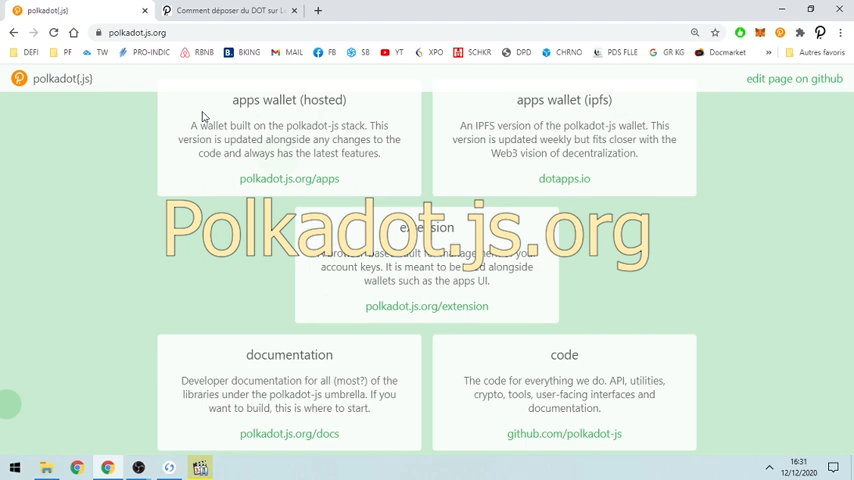 polkadot{.js}
Comment déposer du DOT sur L
polkadot.js.org
DEFI
PF
TW
PRO-INDIC
RBNB
BKING
MAIL
FB
SB
YT
XPO
SCHKR
DPD
CHRNO
PDS FLLE
GR KG
Docmarket
Autres favoris
polkadot{.js}
edit page on github
apps wallet (hosted)
A wallet built on the polkadot-js stack. This
version is updated alongside any changes to the
code and always has the latest features.
polkadot.js.org/apps
apps wallet (ipfs)
An IPFS version of the polkadot-js wallet. This
version is updated weekly but fits closer with the
Web3 vision of decentralization.
dotapps.io
Polkadot.js.org
extension
account keys. It is meant to be used alongside
wallets such as the apps UI.
polkadot.js.org/extension
documentation
Developer documentation for all (most?) of the
libraries under the polkadot-js umbrella. If you
want to build, this is where to start.
polkadot.js.org/docs
code
The code for everything we do. API, utilities,
crypto, tools, user-facing interfaces and
documentation.
github.com/polkadot-js
16:31
12/12/2020